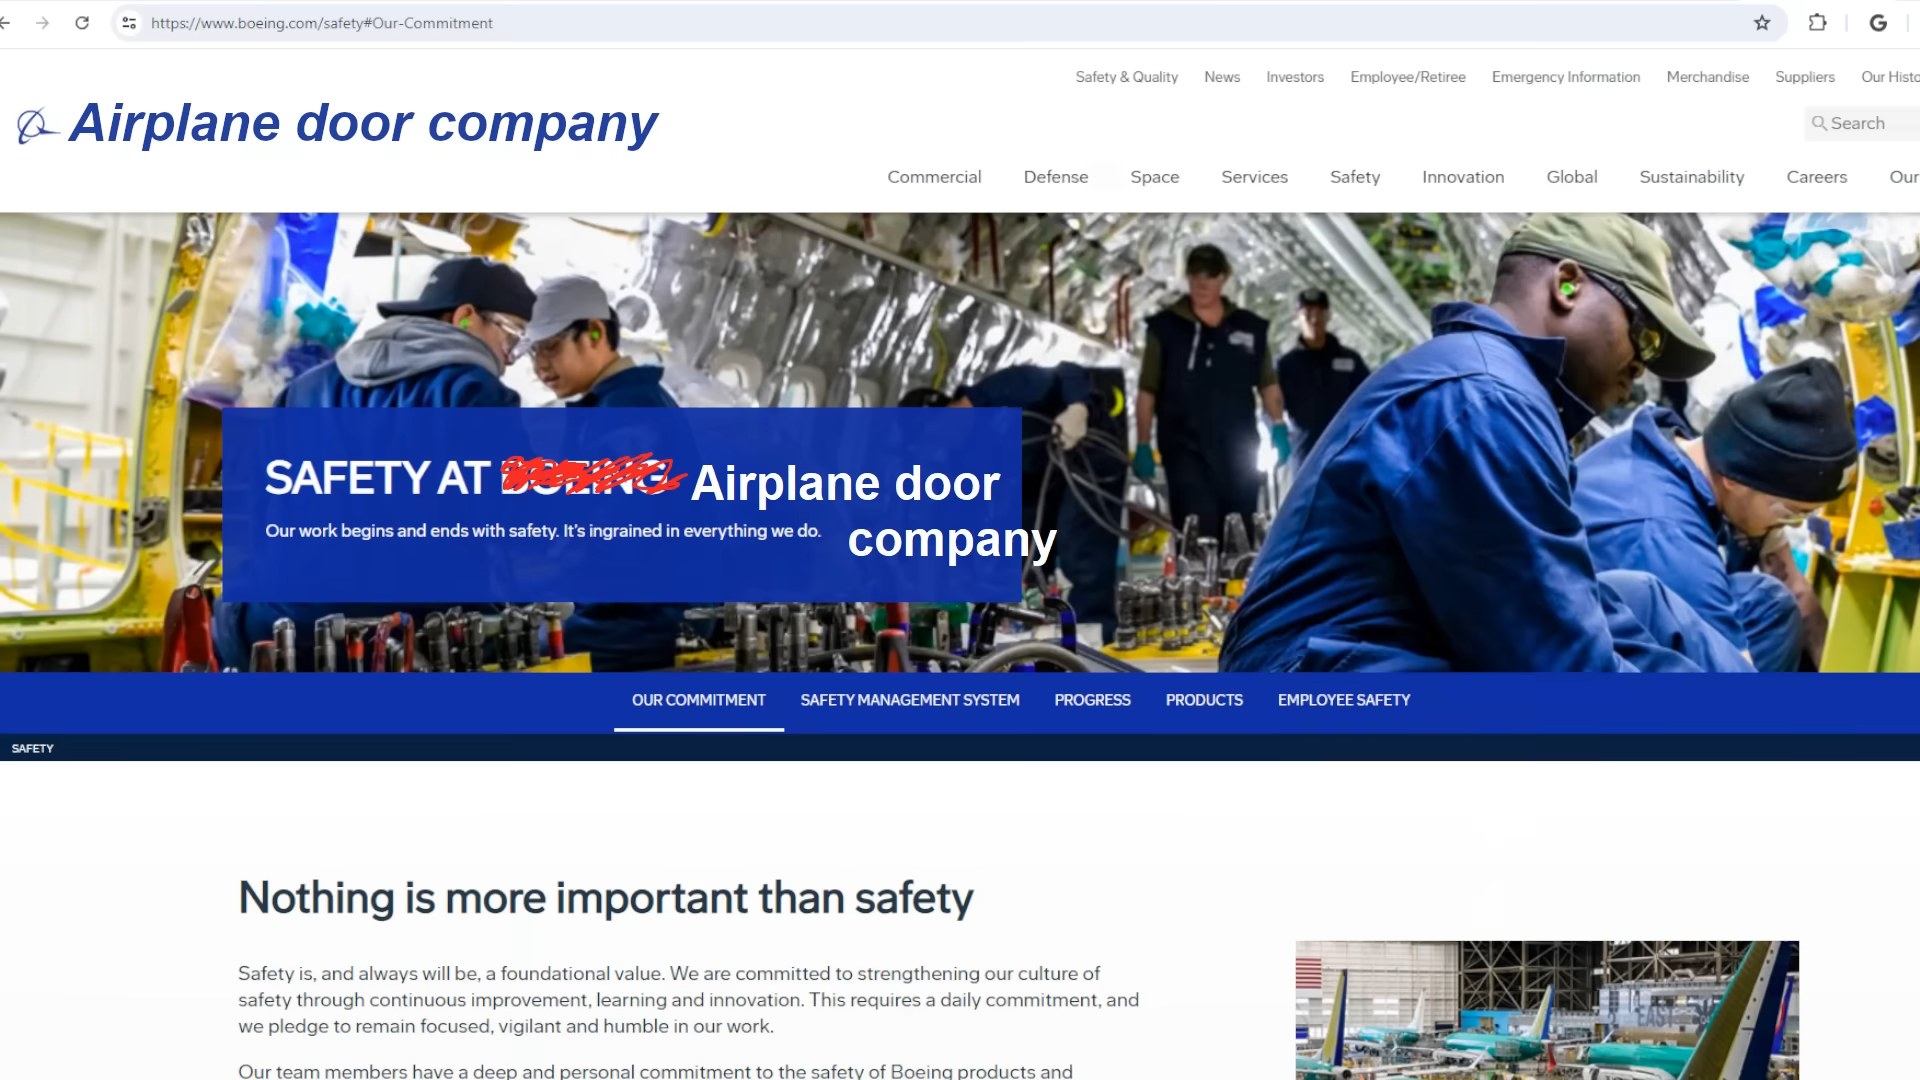 https://www.boeing.com/safety#Our-Commitment
Safety & Quality News Investors Employee/Retiree Emergency Information Merchandise Suppliers Our Histo
Airplane door company
Search
Commercial Defense Space Services Safety Innovation Global Sustainability Careers Our
SAFETY AT BOEING Airplane door
company
Our work begins and ends with safety. It's ingrained in everything we do.
OUR COMMITMENT SAFETY MANAGEMENT SYSTEM PROGRESS PRODUCTS EMPLOYEE SAFETY
SAFETY
Nothing is more important than safety
Safety is, and always will be, a foundational value. We are committed to strengthening our culture of
safety through continuous improvement, learning and innovation. This requires a daily commitment, and
we pledge to remain focused, vigilant and humble in our work.
Our team members have a deep and personal commitment to the safety of Boeing products and